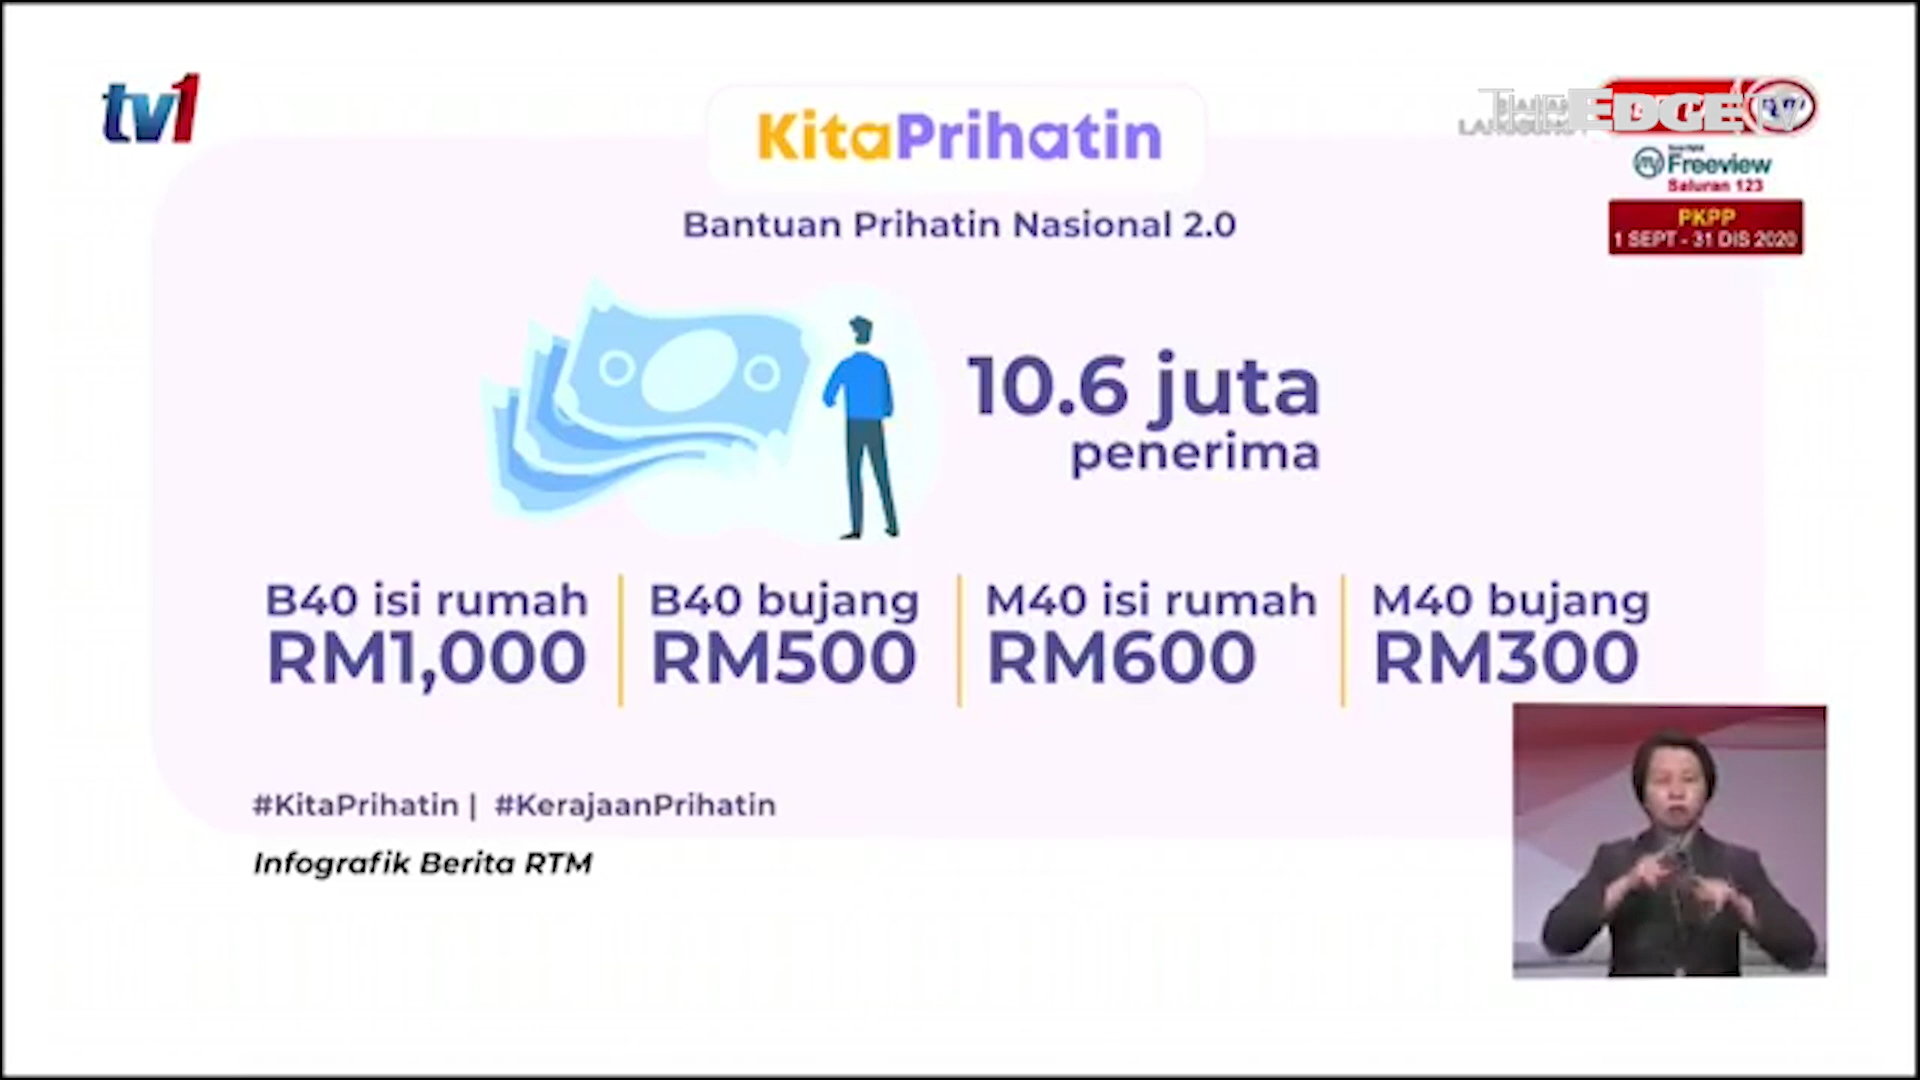 tv1
KitaPrihatin
EDGE
my Freeview
Saluran 123
PKPP
1 SEPT - 31 DIS 2020
Bantuan Prihatin Nasional 2.0
10.6 juta
penerima
B40 isi rumah
RM1,000
B40 bujang
RM500
M40 isi rumah
RM600
M40 bujang
RM300
#KitaPrihatin | #KerajaanPrihatin
Infografik Berita RTM